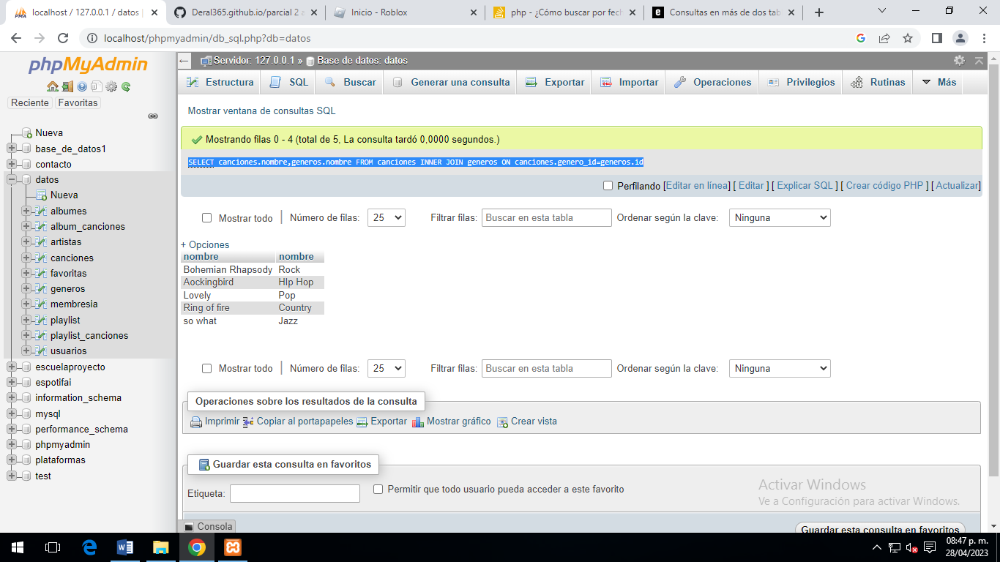 localhost / 127.0.0.1 / datos |
Deral365.github.io/parcial 2 a
Inicio - Roblox
php - ¿Cómo buscar por fech
Consultas en más de dos tabl
localhost/phpmyadmin/db_sql.php?db=datos
phpMyAdmin
Reciente
Favoritas
Nueva
base_de_datos1
contacto
datos
Nueva
albumes
album_canciones
artistas
canciones
favoritas
generos
membresia
playlist
playlist_canciones
usuarios
escuelaproyecto
espotifai
information_schema
mysql
performance_schema
phpmyadmin
plataformas
test
Servidor: 127.0.0.1 » Base de datos: datos
Estructura
SQL
Buscar
Generar una consulta
Exportar
Importar
Operaciones
Privilegios
Rutinas
Más
Mostrar ventana de consultas SQL
Mostrando filas 0 - 4 (total de 5, La consulta tardó 0,0000 segundos.)
SELECT canciones.nombre,generos.nombre FROM canciones INNER JOIN generos ON canciones.genero_id=generos.id
Perfilando [Editar en línea] [ Editar ] [ Explicar SQL ] [ Crear código PHP ] [ Actualizar]
Mostrar todo | Número de filas: 25 Filtrar filas: Buscar en esta tabla Ordenar según la clave: Ninguna
+ Opciones
nombre nombre
Bohemian Rhapsody Rock
Aockingbird HIp Hop
Lovely Pop
Ring of fire Country
so what Jazz
Mostrar todo | Número de filas: 25 Filtrar filas: Buscar en esta tabla Ordenar según la clave: Ninguna
Operaciones sobre los resultados de la consulta
Imprimir Copiar al portapapeles Exportar Mostrar gráfico Crear vista
Guardar esta consulta en favoritos
Etiqueta: Permitir que todo usuario pueda acceder a este favorito
Activar Windows
Ve a Configuración para activar Windows.
Guardar esta consulta en favoritos
Consola
08:47 p. m.
28/04/2023